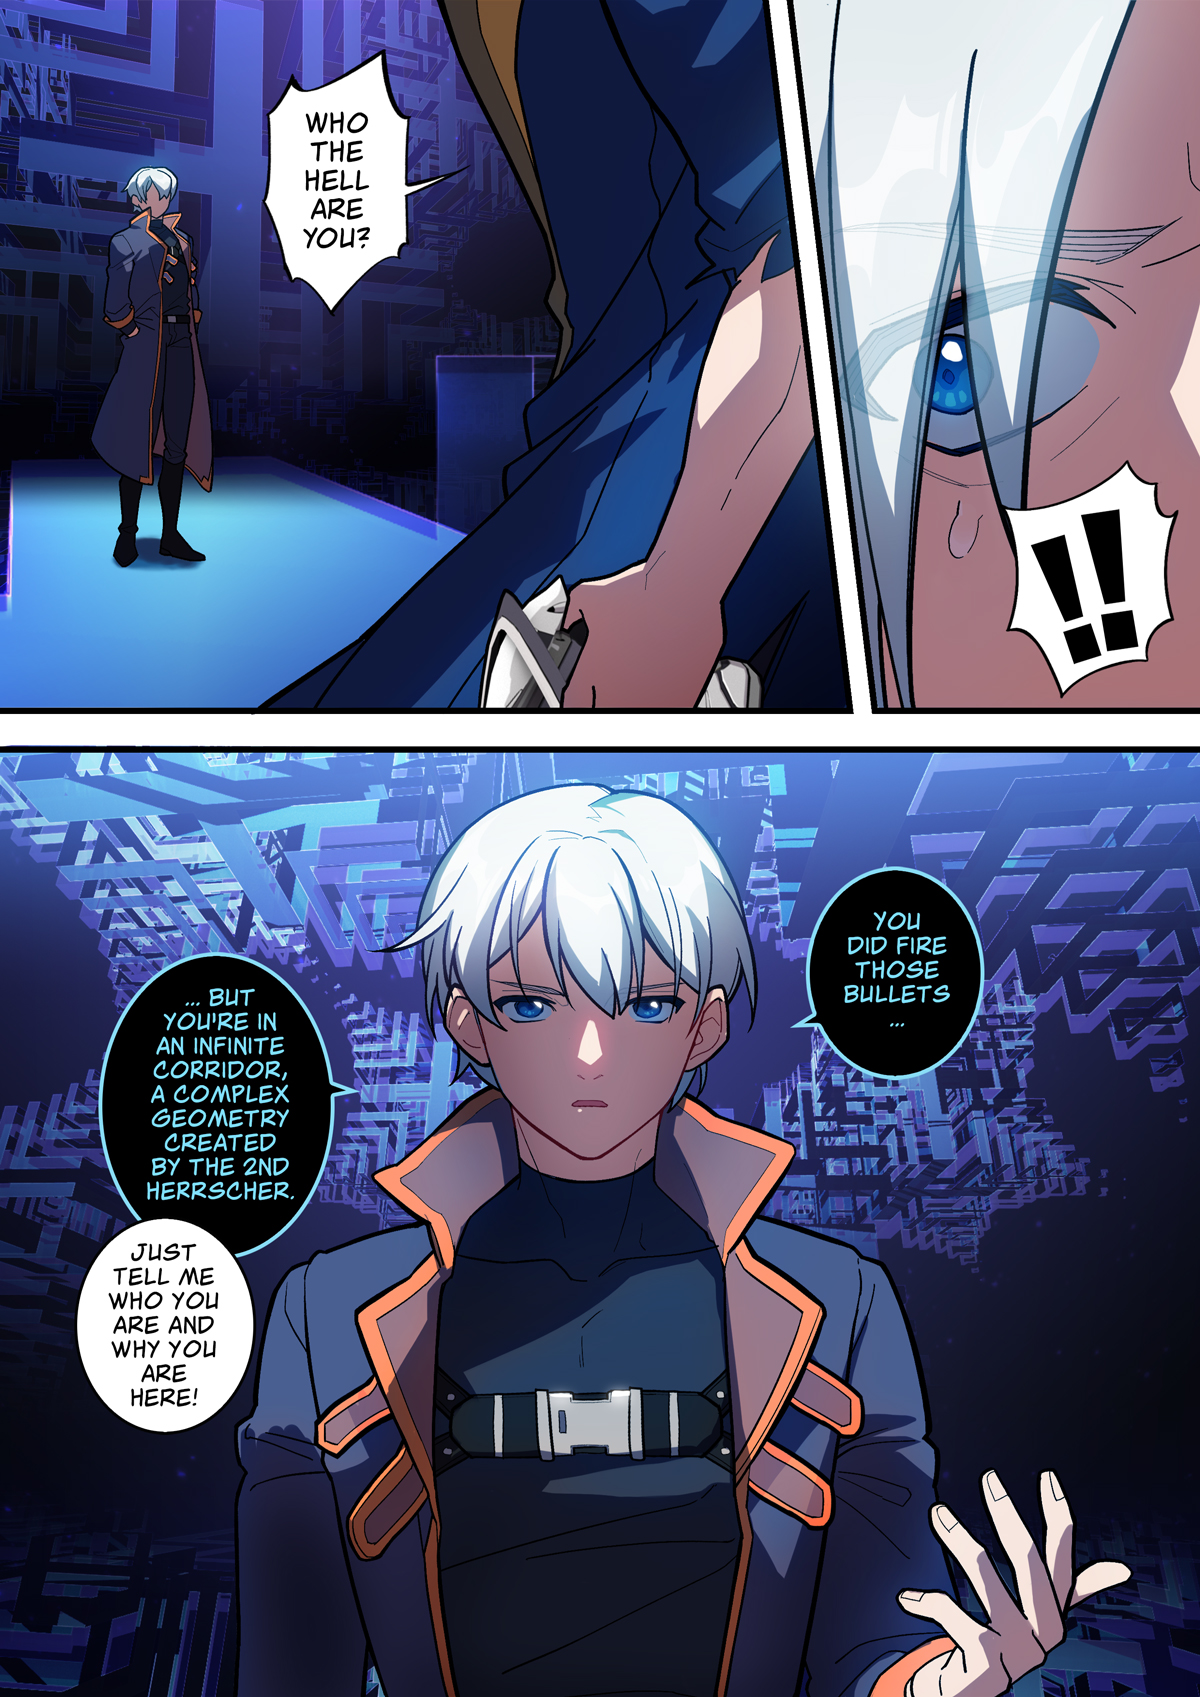 WHO
THE
HELL
ARE
YOU?
!!
YOU
DID FIRE
THOSE
BULLETS
...
... BUT
YOU'RE IN
AN INFINITE
CORRIDOR,
A COMPLEX
GEOMETRY
CREATED
BY THE 2ND
HERRSCHER.
JUST
TELL ME
WHO YOU
ARE AND
WHY YOU
ARE
HERE!